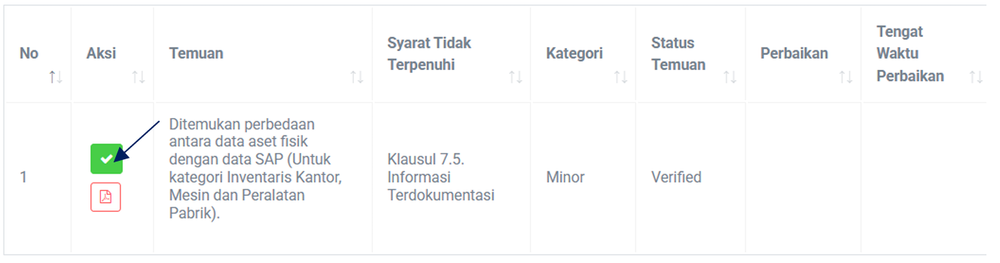 No
Aksi
Temuan
Syarat Tidak
Terpenuhi
Kategori
Status
Temuan
Perbaikan
Tengat
Waktu
Perbaikan
1
Ditemukan perbedaan
antara data aset fisik
dengan data SAP (Untuk
kategori Inventaris Kantor,
Mesin dan Peralatan
Pabrik).
Klausul 7.5.
Informasi
Terdokumentasi
Minor
Verified